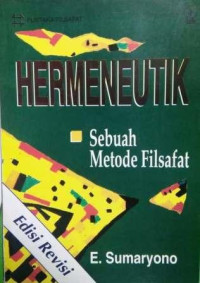 HERMENEUTIK
Sebuah
Metode Filsafat
Edisi Revisi
E. Sumaryono